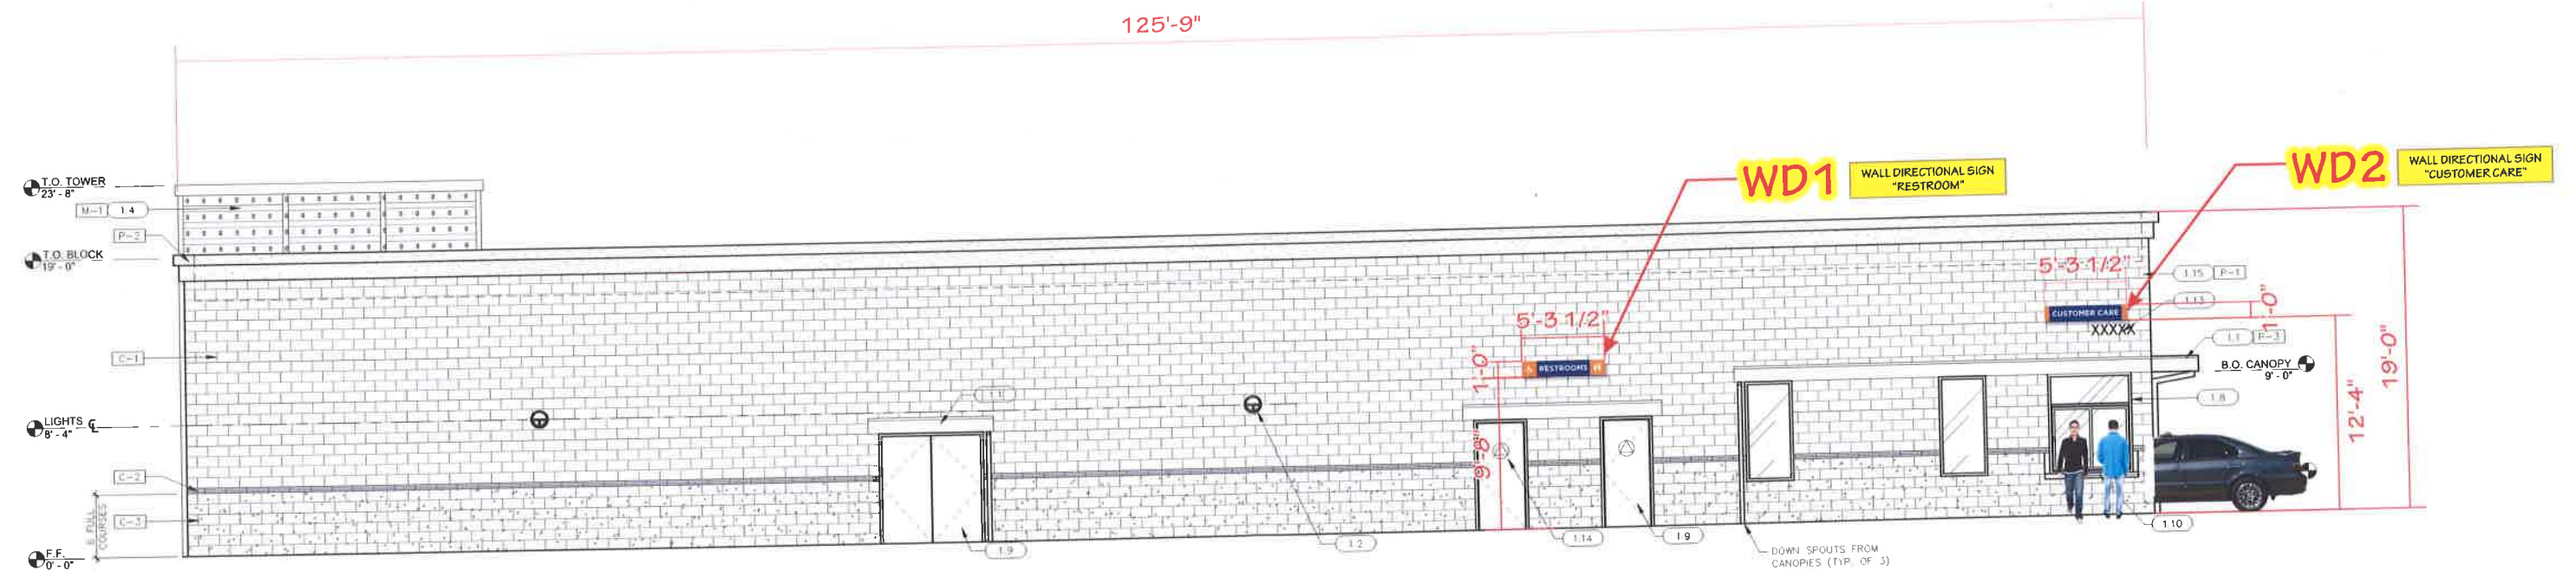 125'-9"
WD1
WALL DIRECTIONAL SIGN
"RESTROOM"
WD2
WALL DIRECTIONAL SIGN
"CUSTOMER CARE"
T.O. TOWER
23' - 8"
M-1 1.4
P-2
T.O. BLOCK
19' - 0"
C-1
LIGHTS ℄
8' - 4"
C-2
C-3
6 FULL
COURSES
F.F.
0' - 0"
1.1
1.9
1.2
5'-3 1/2"
1'-0"
RESTROOMS
9'-8"
1.14
1.9
DOWN SPOUTS FROM
CANOPIES (TYP. OF 3)
5'-3 1/2"
CUSTOMER CARE
XXXXX
1'-0"
1.15 P-1
1.13
1.1 P-3
B.O. CANOPY
9' - 0"
1.8
1.10
12'-4"
19'-0"